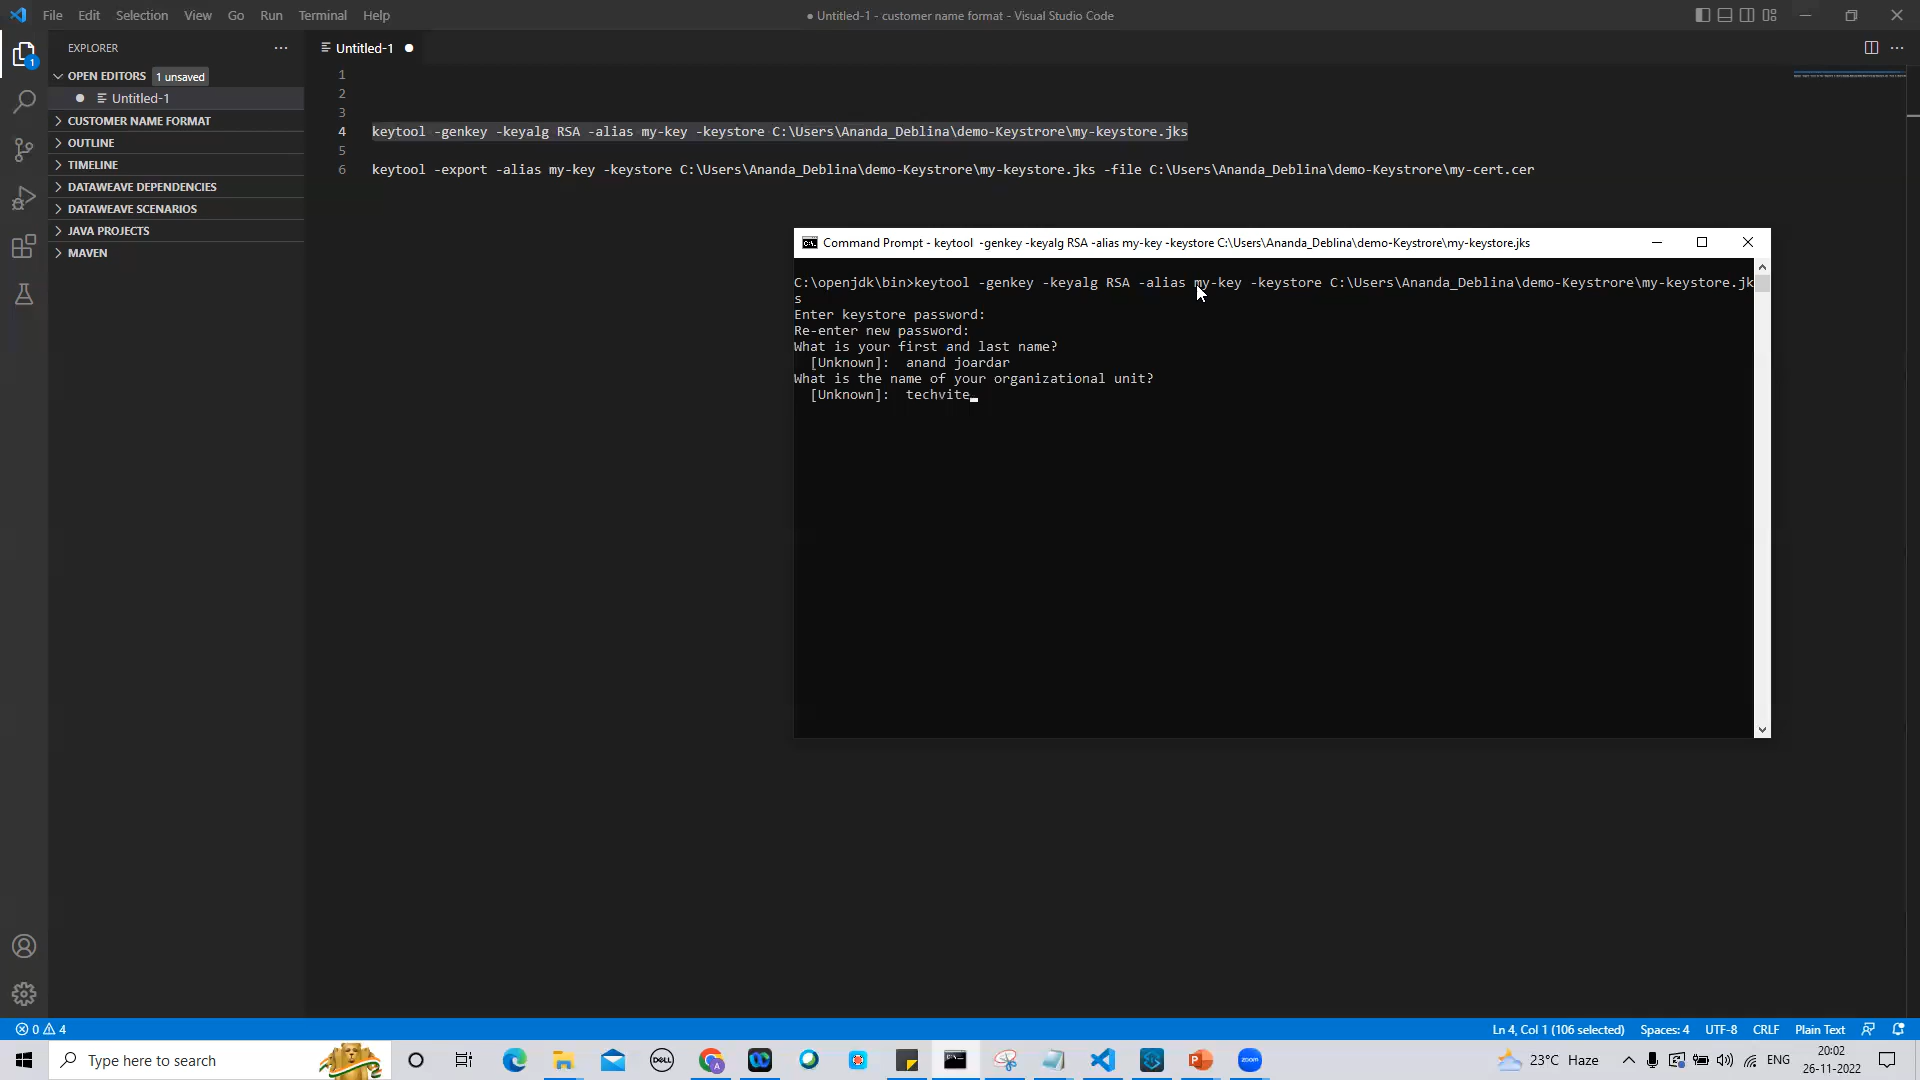 File Edit Selection View Go Run Terminal Help
● Untitled-1 - customer name format - Visual Studio Code
EXPLORER
Untitled-1
OPEN EDITORS 1 unsaved
Untitled-1
CUSTOMER NAME FORMAT
OUTLINE
TIMELINE
DATAWEAVE DEPENDENCIES
DATAWEAVE SCENARIOS
JAVA PROJECTS
MAVEN
1
1
2
3
4 keytool -genkey -keyalg RSA -alias my-key -keystore C:\Users\Ananda_Deblina\demo-Keystrore\my-keystore.jks
5
6 keytool -export -alias my-key -keystore C:\Users\Ananda_Deblina\demo-Keystrore\my-keystore.jks -file C:\Users\Ananda_Deblina\demo-Keystrore\my-cert.cer
Command Prompt - keytool -genkey -keyalg RSA -alias my-key -keystore C:\Users\Ananda_Deblina\demo-Keystrore\my-keystore.jks
C:\openjdk\bin>keytool -genkey -keyalg RSA -alias my-key -keystore C:\Users\Ananda_Deblina\demo-Keystrore\my-keystore.jk
s
Enter keystore password:
Re-enter new password:
What is your first and last name?
[Unknown]: anand joardar
What is the name of your organizational unit?
[Unknown]: techvite
0 4
Ln 4, Col 1 (106 selected) Spaces: 4 UTF-8 CRLF Plain Text
Type here to search
DELL
A
zoom
23°C Haze
ENG
20:02
26-11-2022